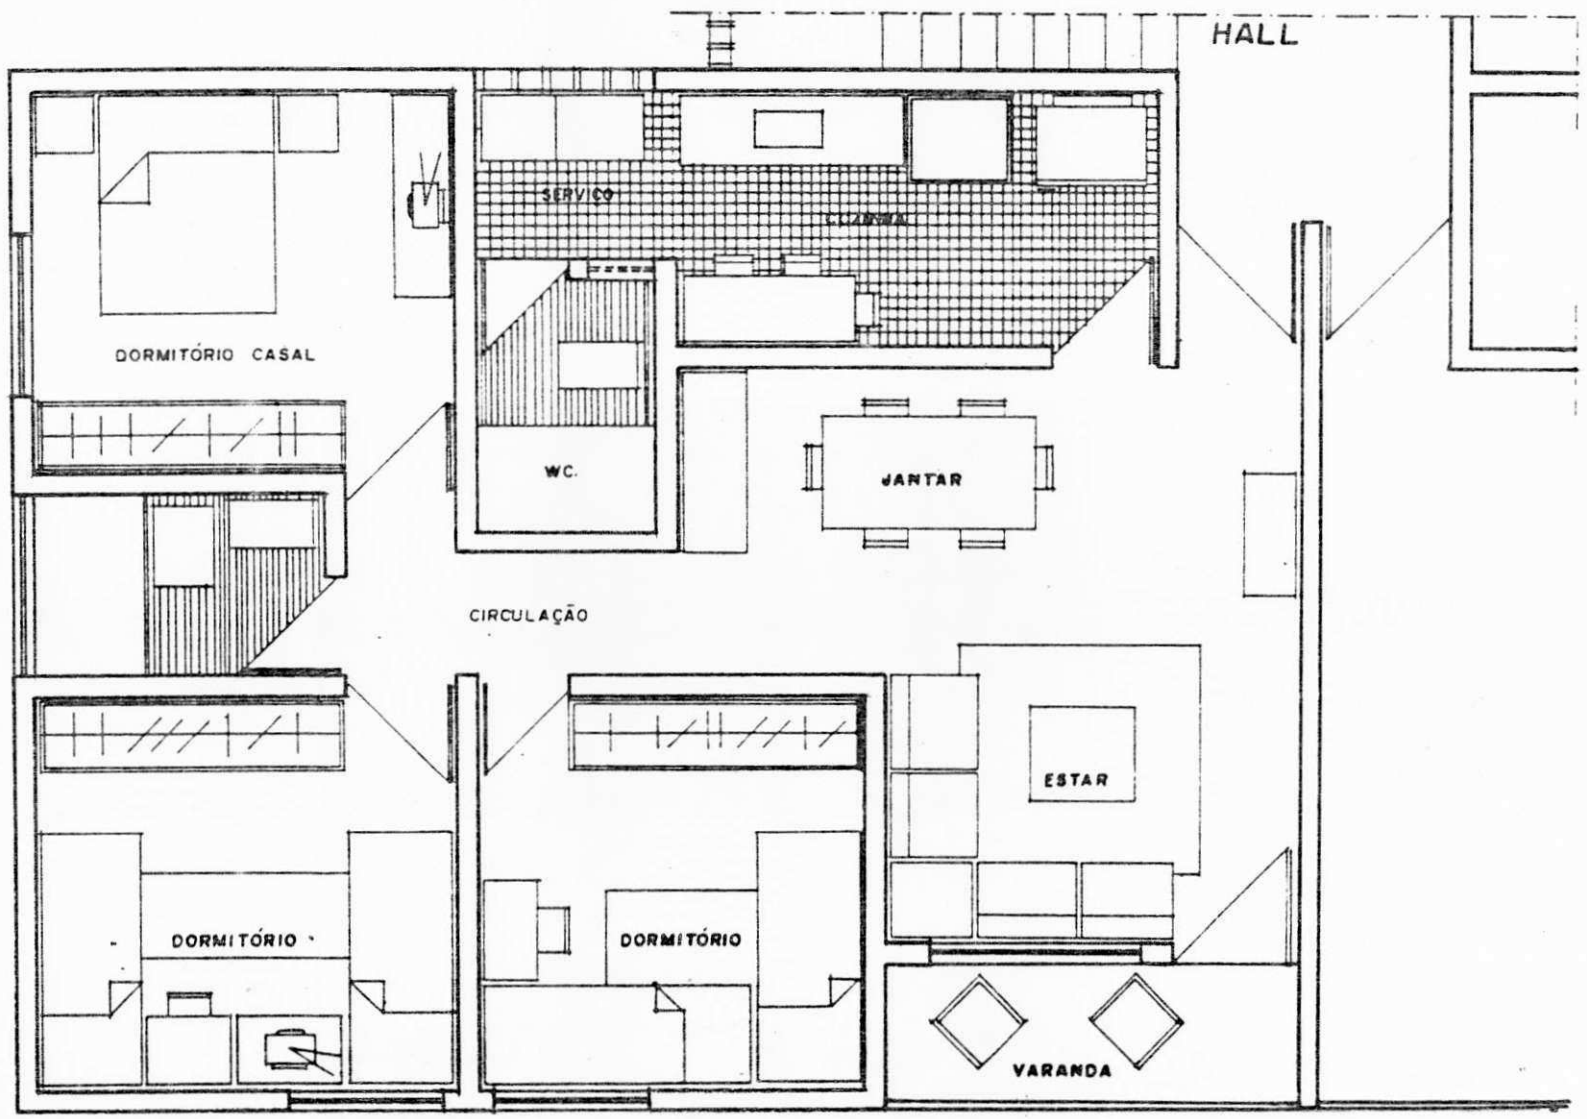 HALL
SERVIÇO
COZINHA
DORMITÓRIO CASAL
WC.
JANTAR
CIRCULAÇÃO
ESTAR
DORMITÓRIO
DORMITÓRIO
VARANDA